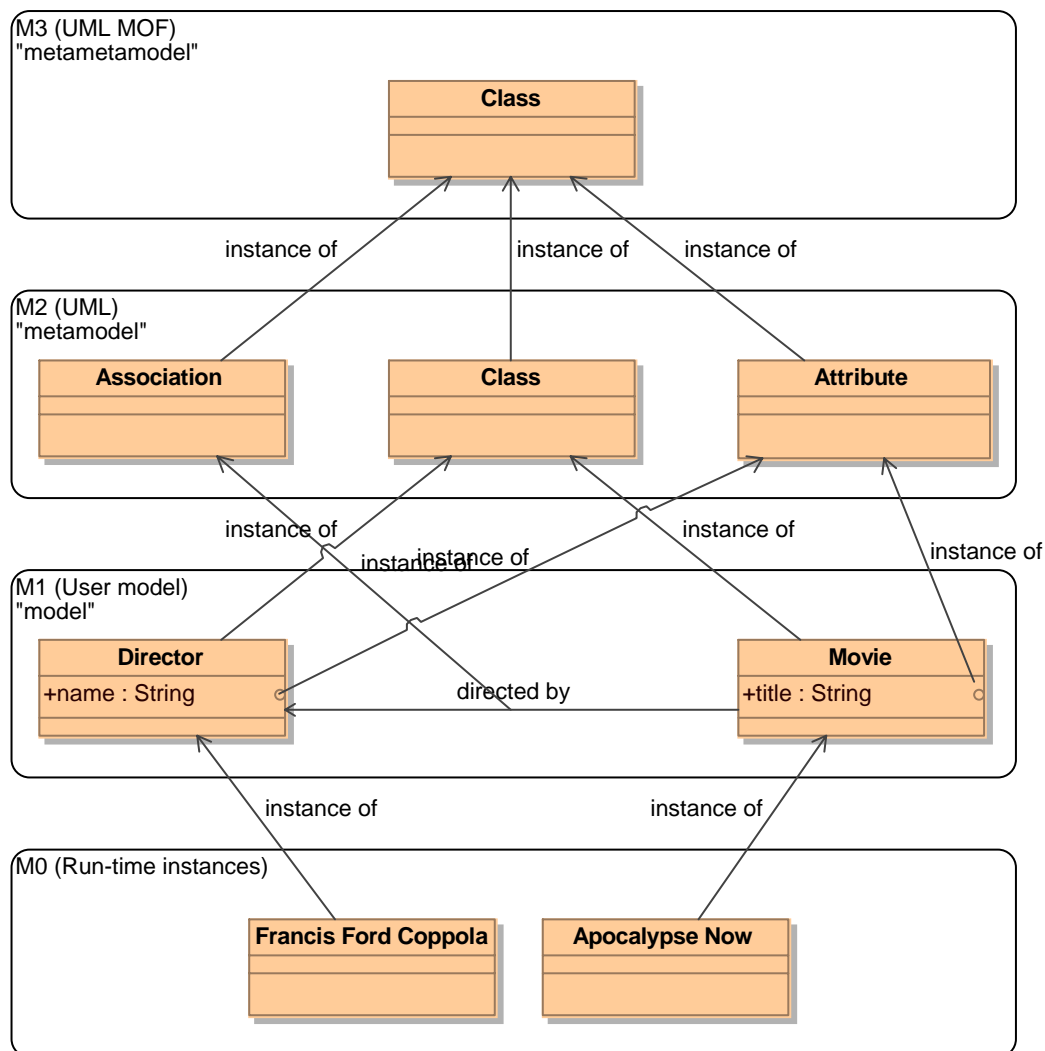 M3 (UML MOF)
"metametamodel"
Class
instance of
instance of
instance of
M2 (UML)
"metamodel"
Association
Class
Attribute
instance of
instance of
instance of
instance of
instance of
M1 (User model)
"model"
Director
+name : String
directed by
Movie
+title : String
instance of
instance of
M0 (Run-time instances)
Francis Ford Coppola
Apocalypse Now